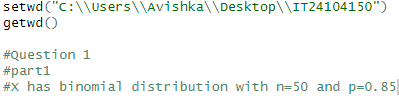 setwd("C:\\Users\\Avishka\\Desktop\\IT24104150")
getwd()
#Question 1
#part1
#X has binomial distribution with n=50 and p=0.85